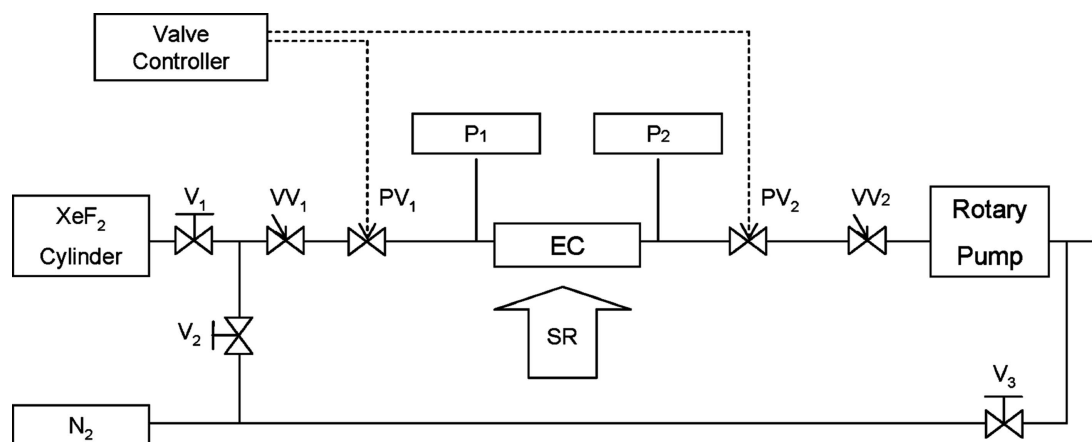 Valve
Controller
P₁
P₂
V₁
VV₁
PV₁
PV₂
VV₂
XeF₂
Cylinder
EC
Rotary
Pump
V₂
SR
V₃
N₂